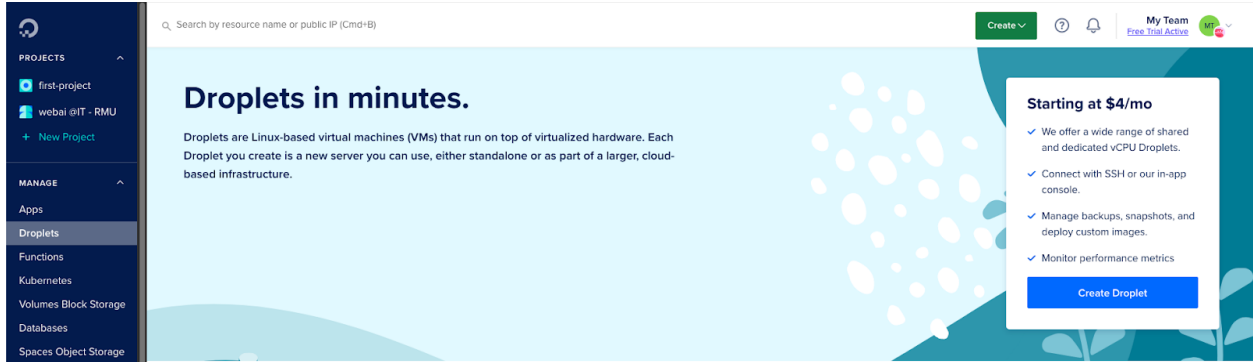 Search by resource name or public IP (Cmd+B)
Create
My Team
Free Trial Active
MT
PROJECTS
first-project
webai @IT - RMU
+ New Project
MANAGE
Apps
Droplets
Functions
Kubernetes
Volumes Block Storage
Databases
Spaces Object Storage
Droplets in minutes.
Droplets are Linux-based virtual machines (VMs) that run on top of virtualized hardware. Each
Droplet you create is a new server you can use, either standalone or as part of a larger, cloud-
based infrastructure.
Starting at $4/mo
We offer a wide range of shared
and dedicated vCPU Droplets.
Connect with SSH or our in-app
console.
Manage backups, snapshots, and
deploy custom images.
Monitor performance metrics
Create Droplet